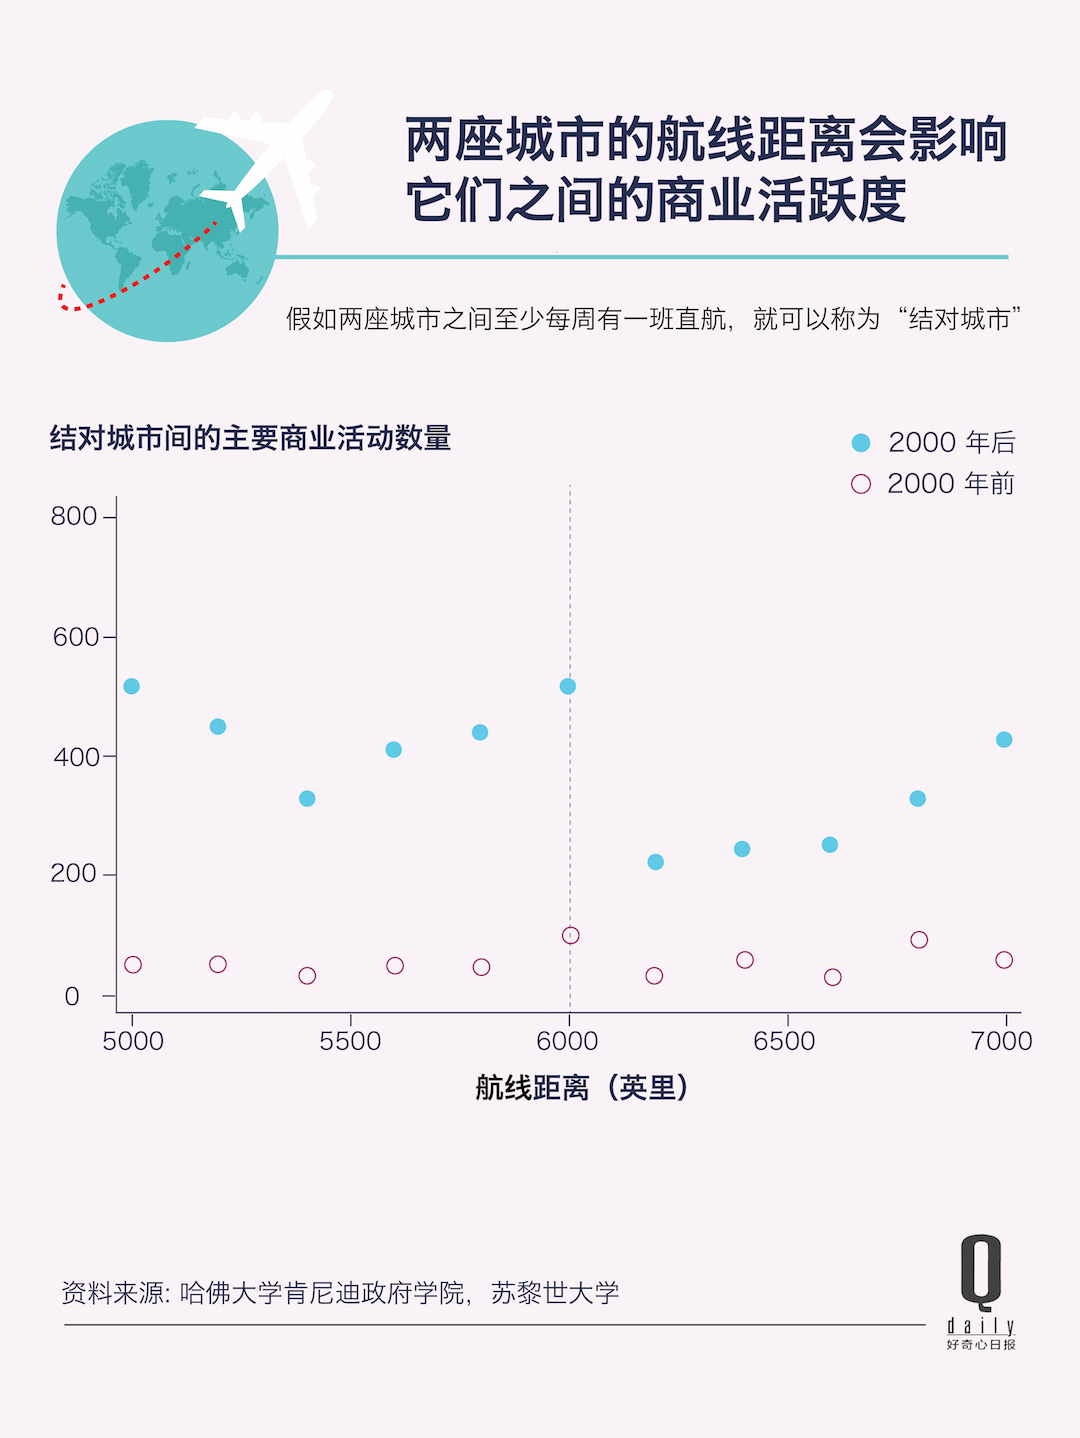 两座城市的航线距离会影响
它们之间的商业活跃度
假如两座城市之间至少每周有一班直航，就可以称为“结对城市”
结对城市间的主要商业活动数量
2000 年后
2000 年前
800
600
400
200
0
5000
5500
6000
6500
7000
航线距离（英里）
资料来源: 哈佛大学肯尼迪政府学院，苏黎世大学
Q
daily
好奇心日报